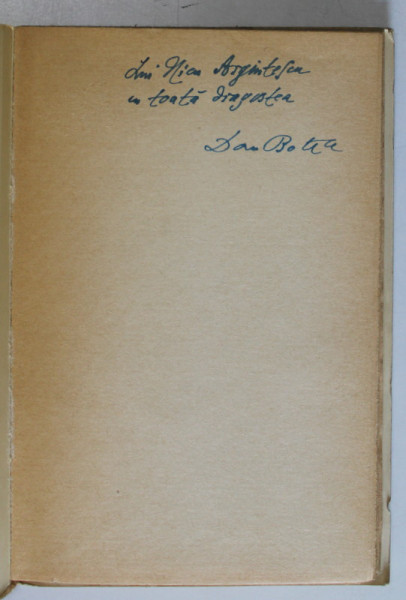 Lui Nicu Argintescu
cu toată dragostea
Dan Botta